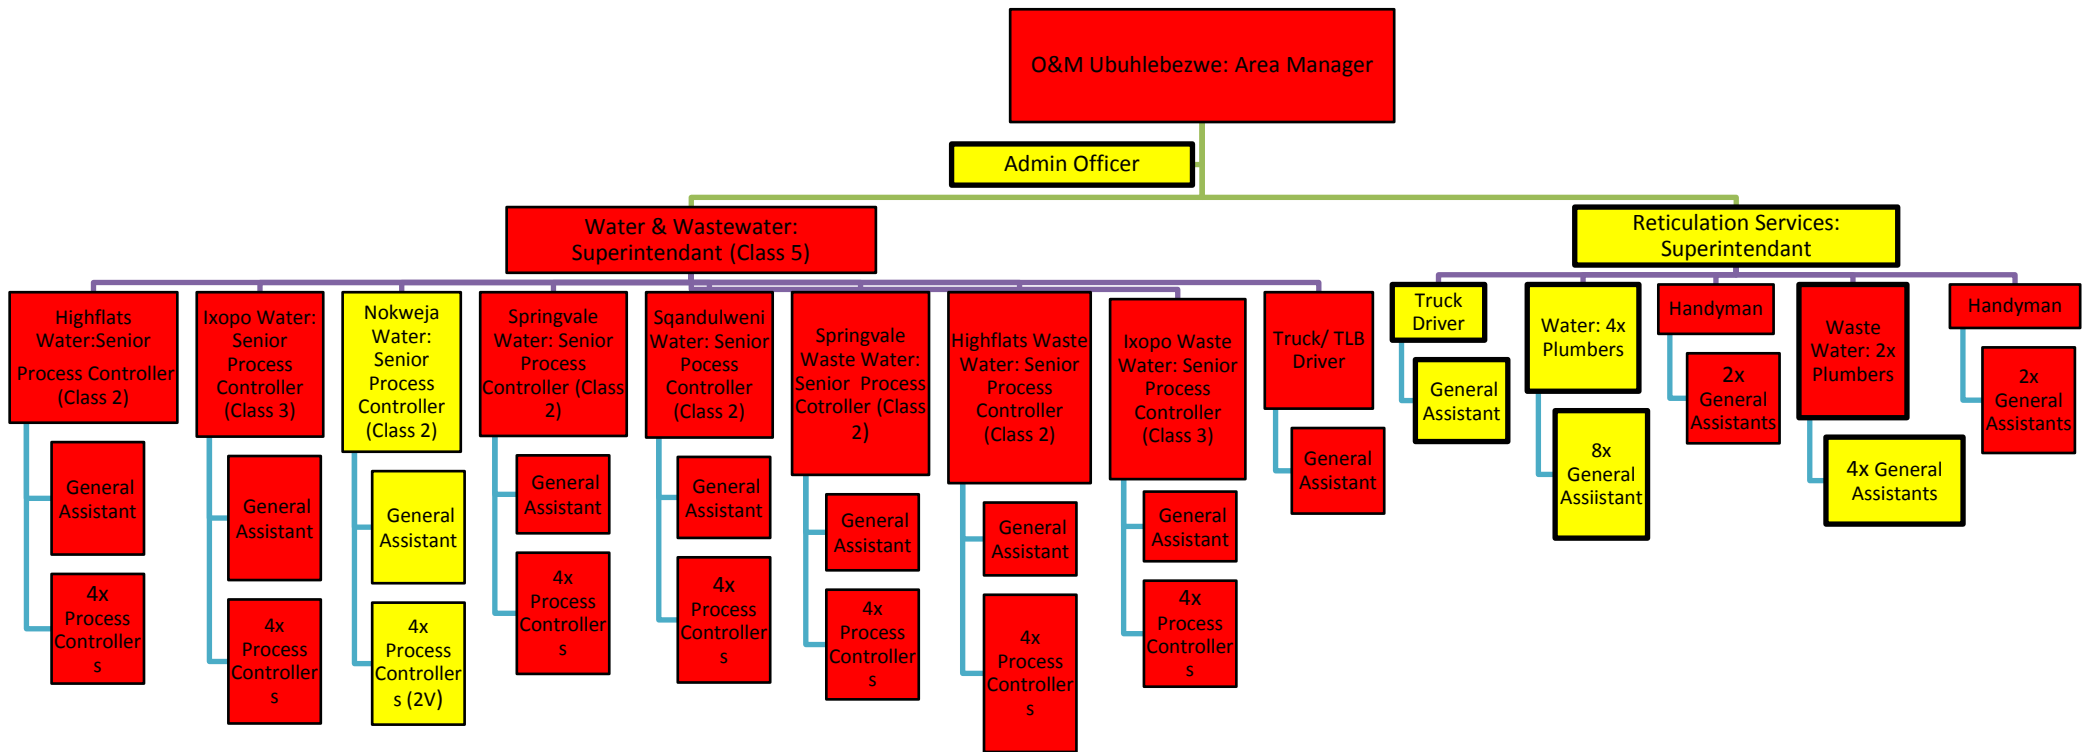 O&M Ubuhlebezwe: Area Manager
Admin Officer
Water & Wastewater:
Superintendant (Class 5)
Reticulation Services:
Superintendant
Highflats
Water:Senior
Process Controller
(Class 2)
General
Assistant
4x
Process
Controller
s
Ixopo Water:
Senior
Process
Controller
(Class 3)
General
Assistant
4x
Process
Controller
s
Nokweja
Water:
Senior
Process
Controller
(Class 2)
General
Assistant
4x
Process
Controller
s (2V)
Springvale
Water: Senior
Process
Controller (Class
2)
General
Assistant
4x
Process
Controller
s
Sqandulweni
Water: Senior
Pocess
Controller
(Class 2)
General
Assistant
4x
Process
Controller
s
Springvale
Waste Water:
Senior Process
Cotroller (Class
2)
General
Assistant
4x
Process
Controller
s
Highflats Waste
Water: Senior
Process
Controller
(Class 2)
General
Assistant
4x
Process
Controllers
Ixopo Waste
Water: Senior
Process
Controller
(Class 3)
General
Assistant
4x
Process
Controller
s
Truck/ TLB
Driver
General
Assistant
Truck
Driver
General
Assistant
Water: 4x
Plumbers
8x
General
Assiistant
Handyman
2x
General
Assistants
Waste
Water: 2x
Plumbers
4x General
Assistants
Handyman
2x
General
Assistants